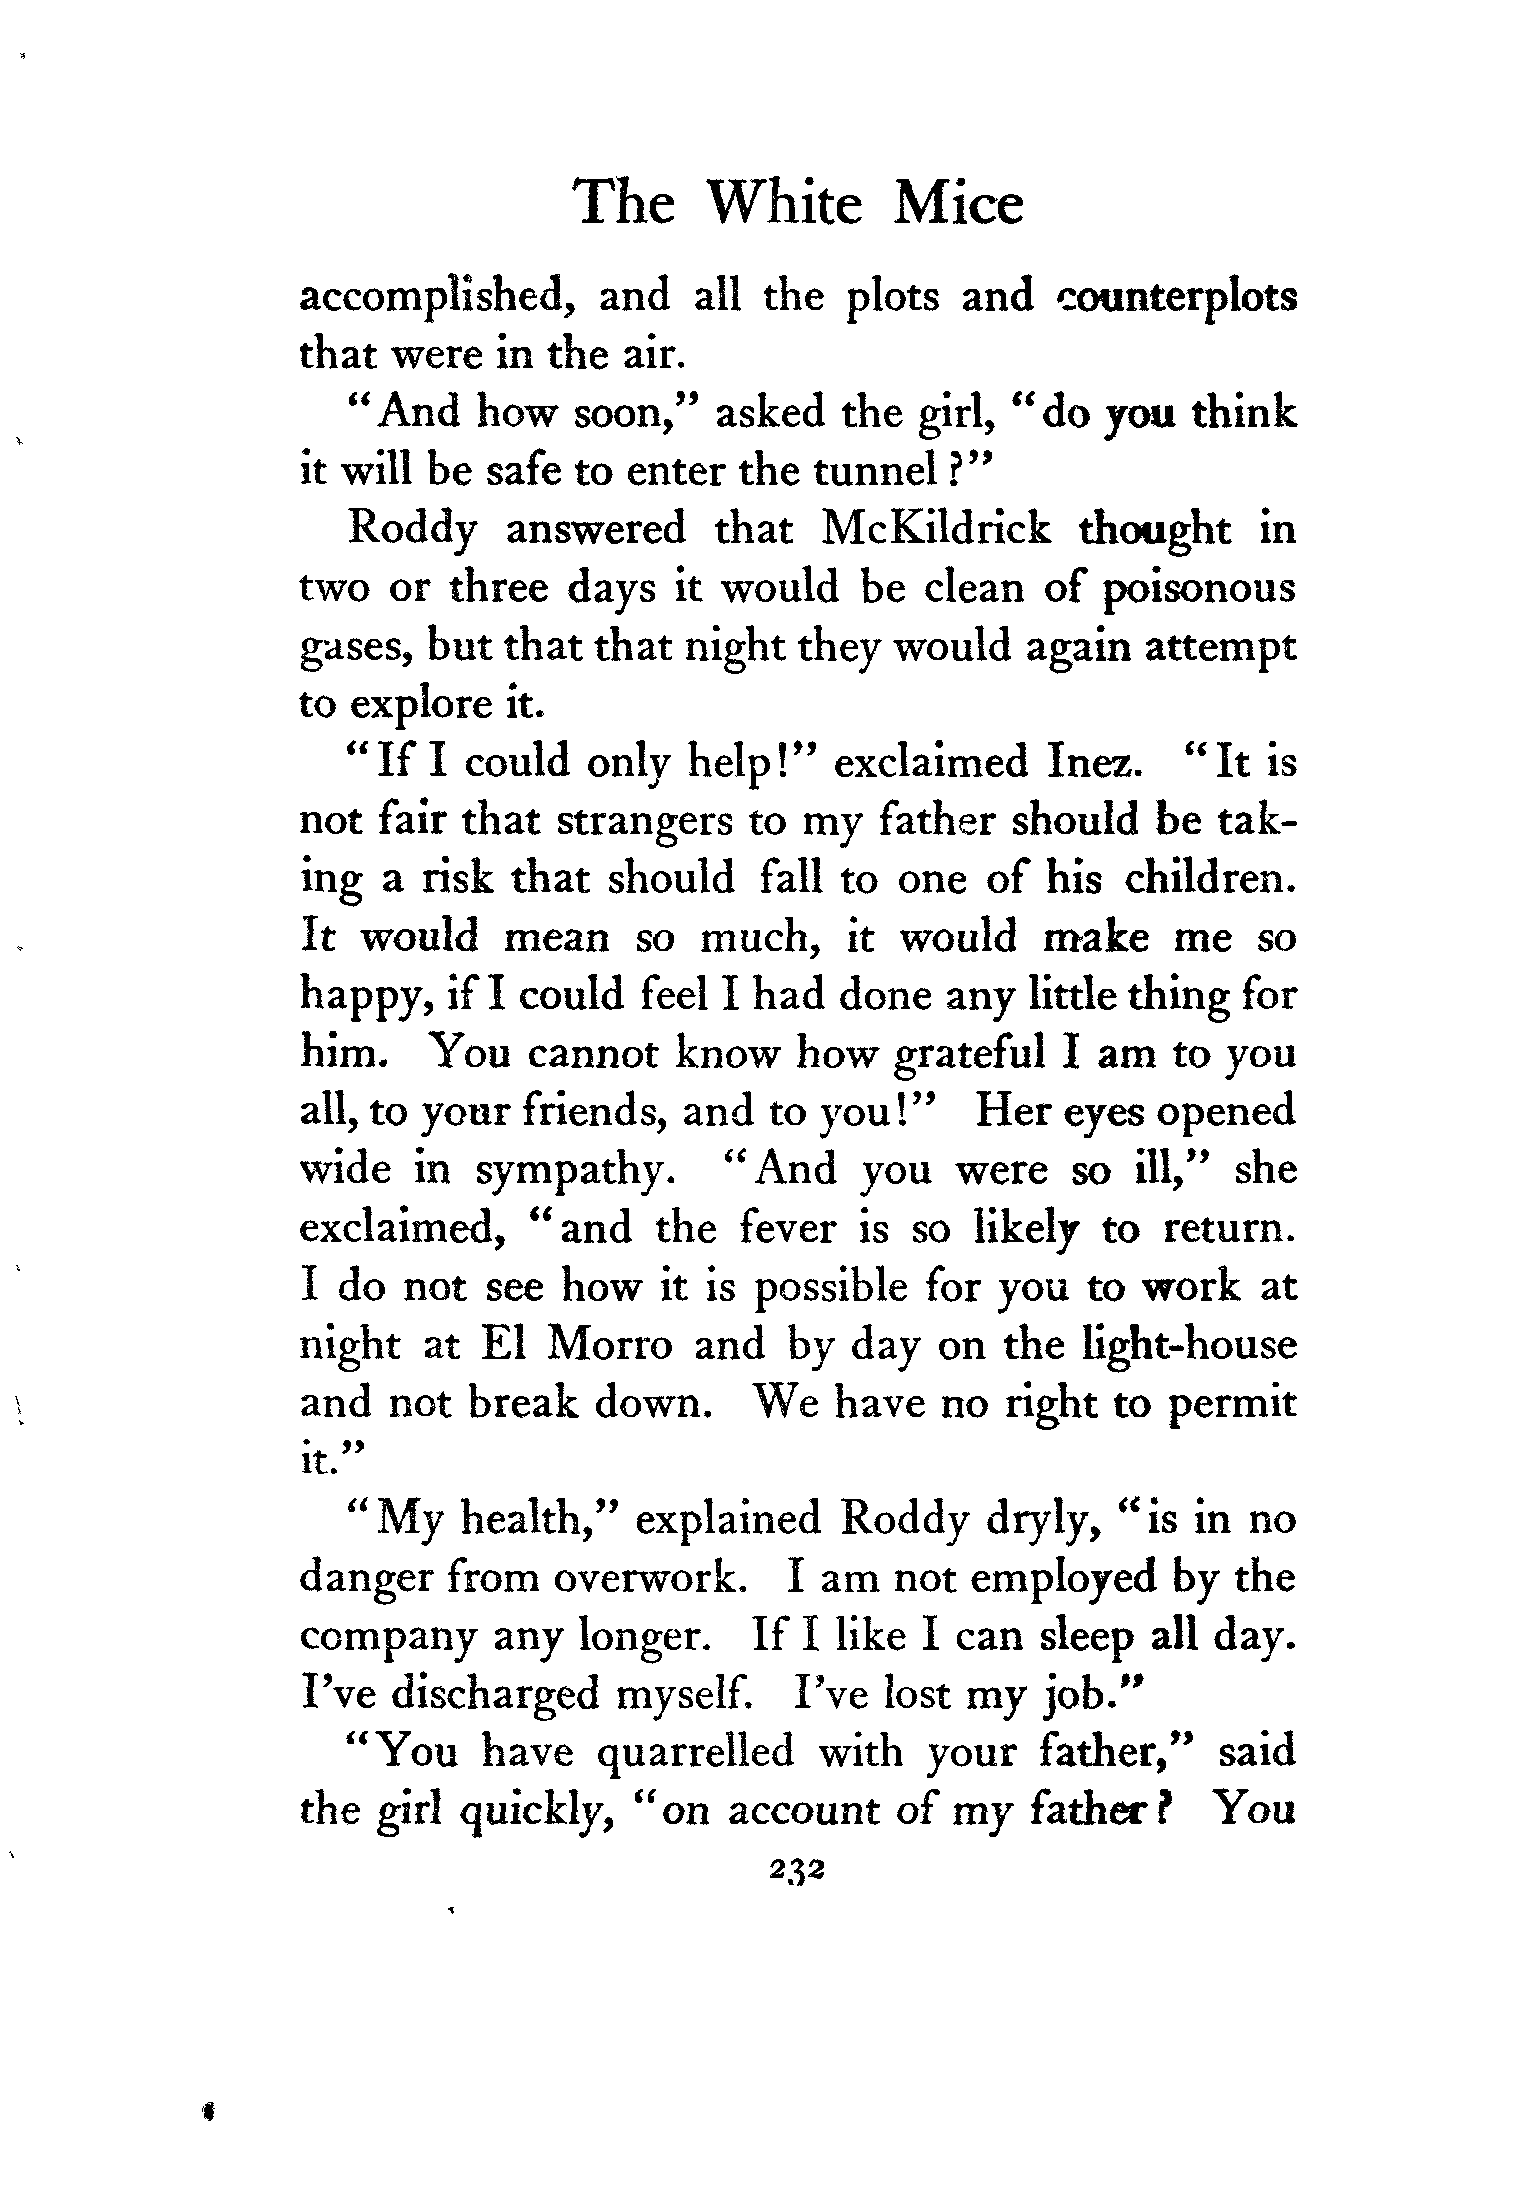 The White Mice
accomplished, and all the plots and counterplots
that were in the air.
"And how soon," asked the girl, "do you think
it will be safe to enter the tunnel?"
Roddy answered that McKildrick thought in
two or three days it would be clean of poisonous
gases, but that that night they would again attempt
to explore it.
"If I could only help!" exclaimed Inez. "It is
not fair that strangers to my father should be tak-
ing a risk that should fall to one of his children.
It would mean so much, it would make me so
happy, if I could feel I had done any little thing for
him. You cannot know how grateful I am to you
all, to your friends, and to you!" Her eyes opened
wide in sympathy. "And you were so ill," she
exclaimed, "and the fever is so likely to return.
I do not see how it is possible for you to work at
night at El Morro and by day on the light-house
and not break down. We have no right to permit
it."
"My health," explained Roddy dryly, "is in no
danger from overwork. I am not employed by the
company any longer. If I like I can sleep all day.
I've discharged myself. I've lost my job."
"You have quarrelled with your father," said
the girl quickly, "on account of my father? You
232